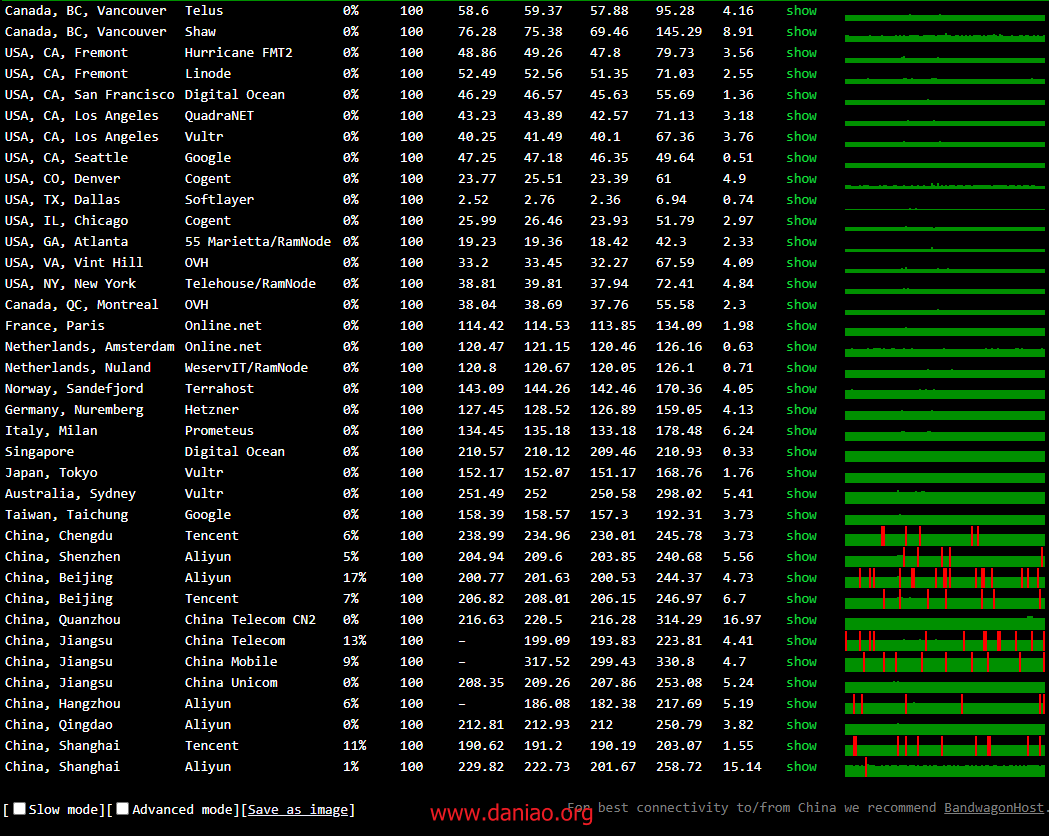 Canada, BC, Vancouver Telus 0% 100 58.6 59.37 57.88 95.28 4.16 show
Canada, BC, Vancouver Shaw 0% 100 76.28 75.38 69.46 145.29 8.91 show
USA, CA, Fremont Hurricane FMT2 0% 100 48.86 49.26 47.8 79.73 3.56 show
USA, CA, Fremont Linode 0% 100 52.49 52.56 51.35 71.03 2.55 show
USA, CA, San Francisco Digital Ocean 0% 100 46.29 46.57 45.63 55.69 1.36 show
USA, CA, Los Angeles QuadraNET 0% 100 43.23 43.89 42.57 71.13 3.18 show
USA, CA, Los Angeles Vultr 0% 100 40.25 41.49 40.1 67.36 3.76 show
USA, CA, Seattle Google 0% 100 47.25 47.18 46.35 49.64 0.51 show
USA, CO, Denver Cogent 0% 100 23.77 25.51 23.39 61 4.9 show
USA, TX, Dallas Softlayer 0% 100 2.52 2.76 2.36 6.94 0.74 show
USA, IL, Chicago Cogent 0% 100 25.99 26.46 23.93 51.79 2.97 show
USA, GA, Atlanta 55 Marietta/RamNode 0% 100 19.23 19.36 18.42 42.3 2.33 show
USA, VA, Vint Hill OVH 0% 100 33.2 33.45 32.27 67.59 4.09 show
USA, NY, New York Telehouse/RamNode 0% 100 38.81 39.81 37.94 72.41 4.84 show
Canada, QC, Montreal OVH 0% 100 38.04 38.69 37.76 55.58 2.3 show
France, Paris Online.net 0% 100 114.42 114.53 113.85 134.09 1.98 show
Netherlands, Amsterdam Online.net 0% 100 120.47 121.15 120.46 126.16 0.63 show
Netherlands, Nuland WeservIT/RamNode 0% 100 120.8 120.67 120.05 126.1 0.71 show
Norway, Sandefjord Terrahost 0% 100 143.09 144.26 142.46 170.36 4.05 show
Germany, Nuremberg Hetzner 0% 100 127.45 128.52 126.89 159.05 4.13 show
Italy, Milan Prometeus 0% 100 134.45 135.18 133.18 178.48 6.24 show
Singapore Digital Ocean 0% 100 210.57 210.12 209.46 210.93 0.33 show
Japan, Tokyo Vultr 0% 100 152.17 152.07 151.17 168.76 1.76 show
Australia, Sydney Vultr 0% 100 251.49 252 250.58 298.02 5.41 show
Taiwan, Taichung Google 0% 100 158.39 158.57 157.3 192.31 3.73 show
China, Chengdu Tencent 6% 100 238.99 234.96 230.01 245.78 3.73 show
China, Shenzhen Aliyun 5% 100 204.94 209.6 203.85 240.68 5.56 show
China, Beijing Aliyun 17% 100 200.77 201.63 200.53 244.37 4.73 show
China, Beijing Tencent 7% 100 206.82 208.01 206.15 246.97 6.7 show
China, Quanzhou China Telecom CN2 0% 100 216.63 220.5 216.28 314.29 16.97 show
China, Jiangsu China Telecom 13% 100 – 199.09 193.83 223.81 4.41 show
China, Jiangsu China Mobile 9% 100 – 317.52 299.43 330.8 4.7 show
China, Jiangsu China Unicom 0% 100 208.35 209.26 207.86 253.08 5.24 show
China, Hangzhou Aliyun 6% 100 – 186.08 182.38 217.69 5.19 show
China, Qingdao Aliyun 0% 100 212.81 212.93 212 250.79 3.82 show
China, Shanghai Tencent 11% 100 190.62 191.2 190.19 203.07 1.55 show
China, Shanghai Aliyun 1% 100 229.82 222.73 201.67 258.72 15.14 show
[ Slow mode][ Advanced mode][Save as image]
For best connectivity to/from China we recommend BandwagonHost.
www.daniao.org